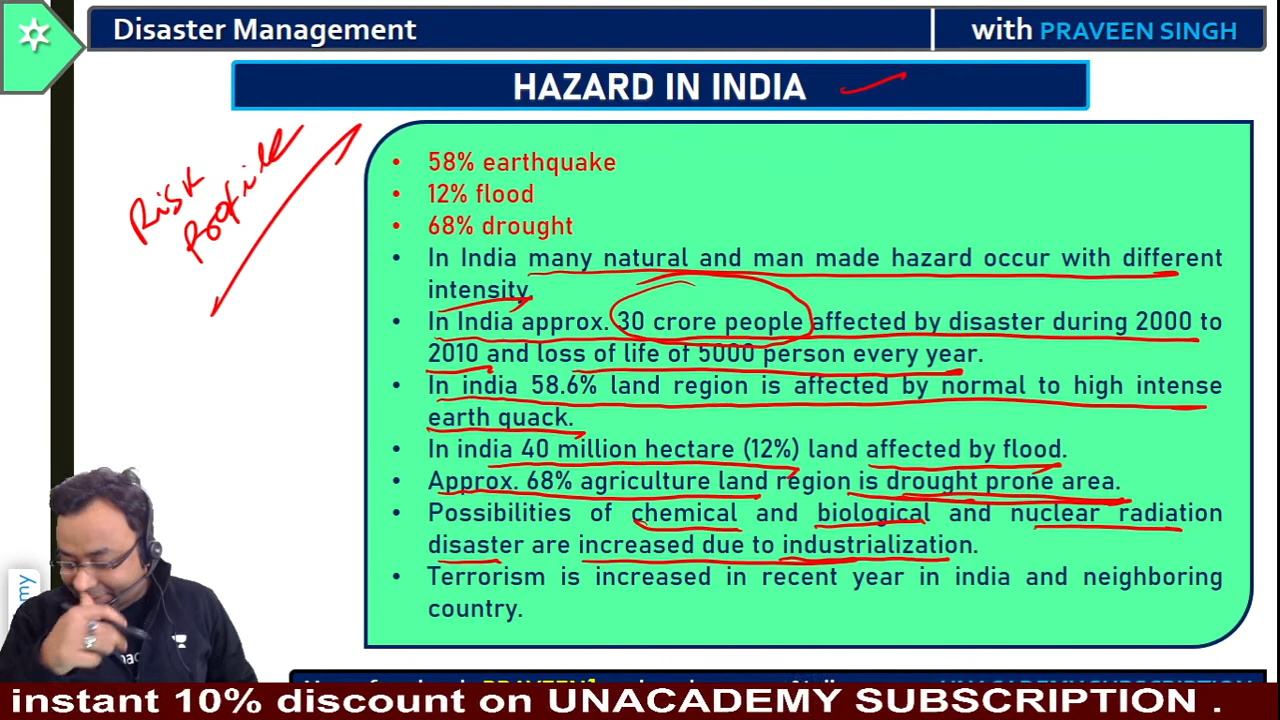 Disaster Management
with PRAVEEN SINGH
HAZARD IN INDIA
Risk
Profile
• 58% earthquake
• 12% flood
• 68% drought
• In India many natural and man made hazard occur with different
intensity.
• In India approx. 30 crore people affected by disaster during 2000 to
2010 and loss of life of 5000 person every year.
• In india 58.6% land region is affected by normal to high intense
earth quack.
• In india 40 million hectare (12%) land affected by flood.
• Approx. 68% agriculture land region is drought prone area.
• Possibilities of chemical and biological and nuclear radiation
disaster are increased due to industrialization.
• Terrorism is increased in recent year in india and neighboring
country.
instant 10% discount on UNACADEMY SUBSCRIPTION .